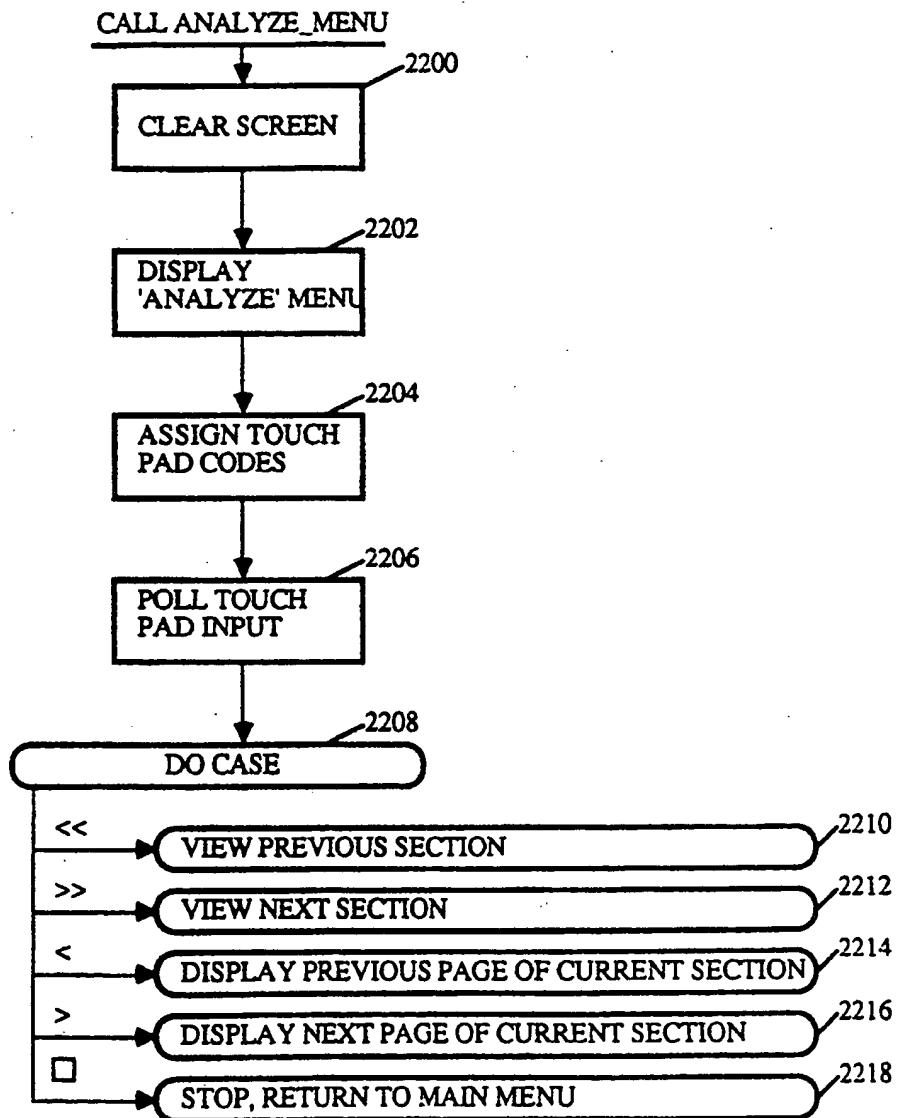 CALL ANALYZE_MENU
2200
CLEAR SCREEN
2202
DISPLAY
'ANALYZE' MENU
2204
ASSIGN TOUCH
PAD CODES
2206
POLL TOUCH
PAD INPUT
2208
DO CASE
<<
VIEW PREVIOUS SECTION
2210
>>
VIEW NEXT SECTION
2212
<
DISPLAY PREVIOUS PAGE OF CURRENT SECTION
2214
>
DISPLAY NEXT PAGE OF CURRENT SECTION
2216
□
STOP, RETURN TO MAIN MENU
2218